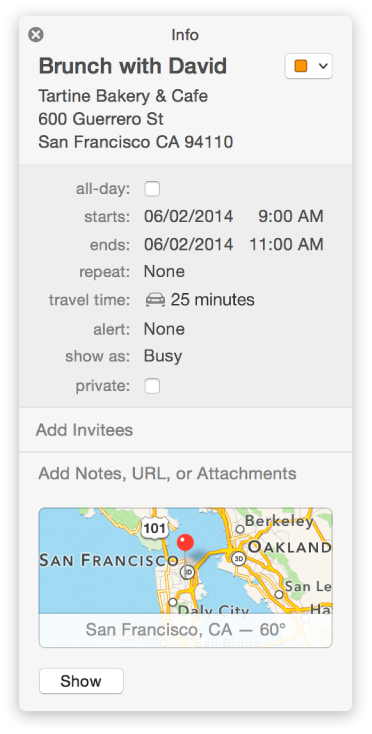 Info
Brunch with David
Tartine Bakery & Cafe
600 Guerrero St
San Francisco CA 94110
all-day:
starts: 06/02/2014 9:00 AM
ends: 06/02/2014 11:00 AM
repeat: None
travel time: 25 minutes
alert: None
show as: Busy
private:
Add Invitees
Add Notes, URL, or Attachments
Berkeley
101
OAKLAND
SAN FRANCISCO
3D
3D
San Le
Daly City
Ha
San Francisco, CA — 60°
San Bruno
Show